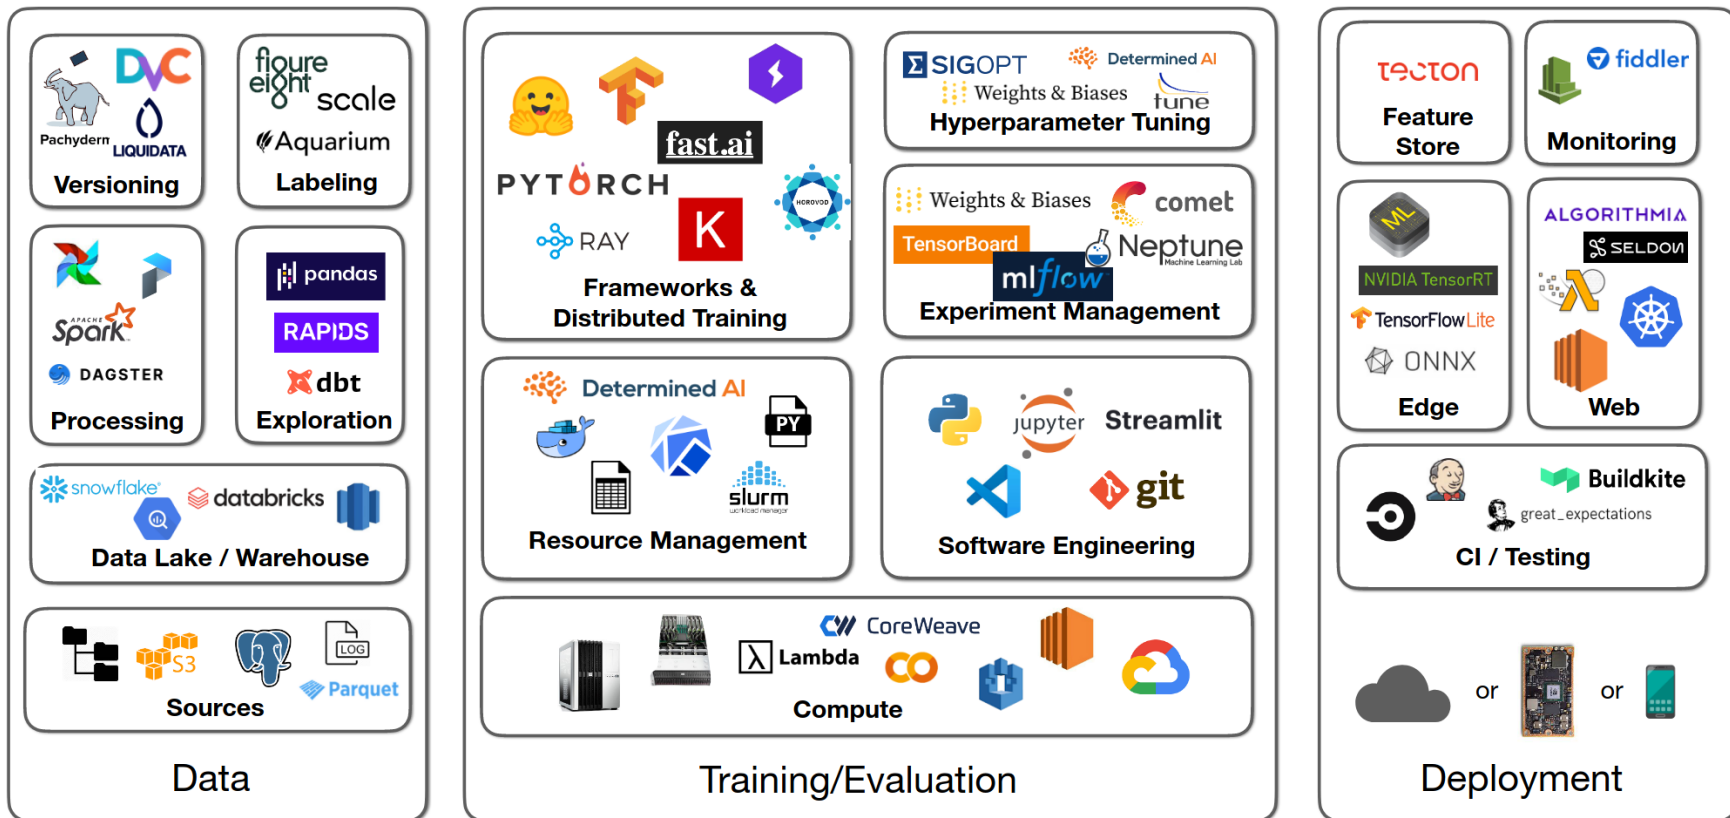 Pachyderm
DVC
LIQUIDATA
Versioning
figure
eight
scale
Aquarium
Labeling
APACHE
Spark
DAGSTER
Processing
pandas
RAPIDS
dbt
Exploration
snowflake
databricks
Data Lake / Warehouse
S3
LOG
Parquet
Sources
Data
fast.ai
PYTORCH
HOROVOD
RAY
K
Frameworks &
Distributed Training
SIGOPT
Determined AI
Weights & Biases
tune
Hyperparameter Tuning
Weights & Biases
comet
TensorBoard
Neptune
Machine Learning Lab
mlflow
Experiment Management
Determined AI
PY
slurm
workload manager
Resource Management
jupyter
Streamlit
git
Software Engineering
CoreWeave
λ Lambda
Compute
Training/Evaluation
TECTON
Feature
Store
fiddler
Monitoring
ML
NVIDIA TensorRT
TensorFlow Lite
ONNX
Edge
ALGORITHMIA
SELDON
Web
Buildkite
great_expectations
CI / Testing
or
or
Deployment